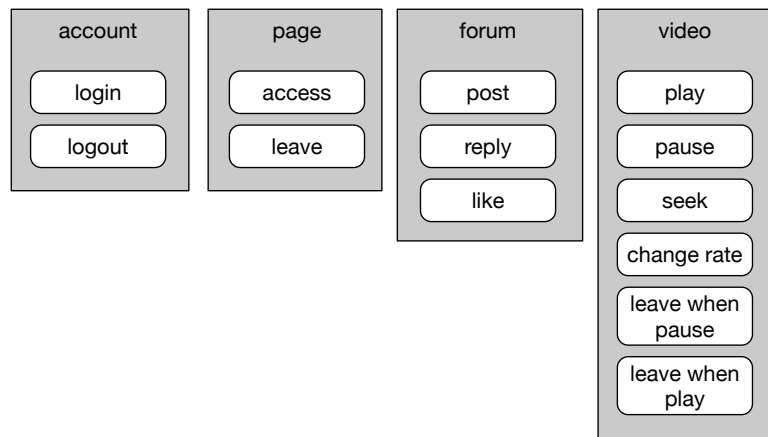 account
login
logout
page
access
leave
forum
post
reply
like
video
play
pause
seek
change rate
leave when
pause
leave when
play